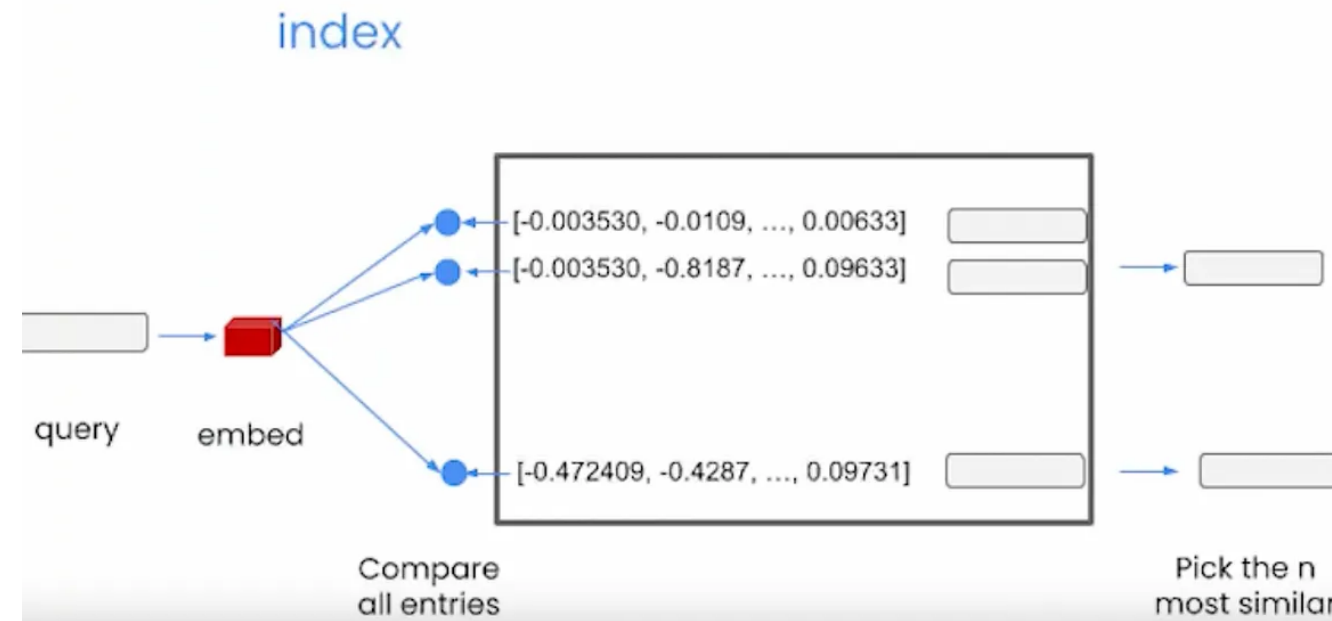 index
[-0.003530, -0.0109, ..., 0.00633]
[-0.003530, -0.8187, ..., 0.09633]
query
embed
[-0.472409, -0.4287, ..., 0.09731]
Compare
all entries
Pick the n
most similar